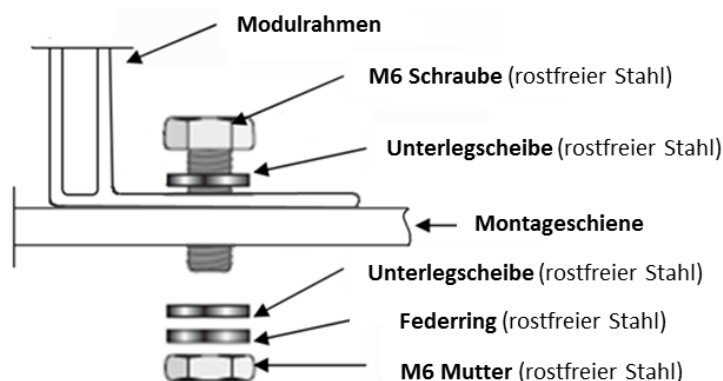 Modulrahmen
M6 Schraube (rostfreier Stahl)
Unterlegscheibe (rostfreier Stahl)
Montageschiene
Unterlegscheibe (rostfreier Stahl)
Federring (rostfreier Stahl)
M6 Mutter (rostfreier Stahl)